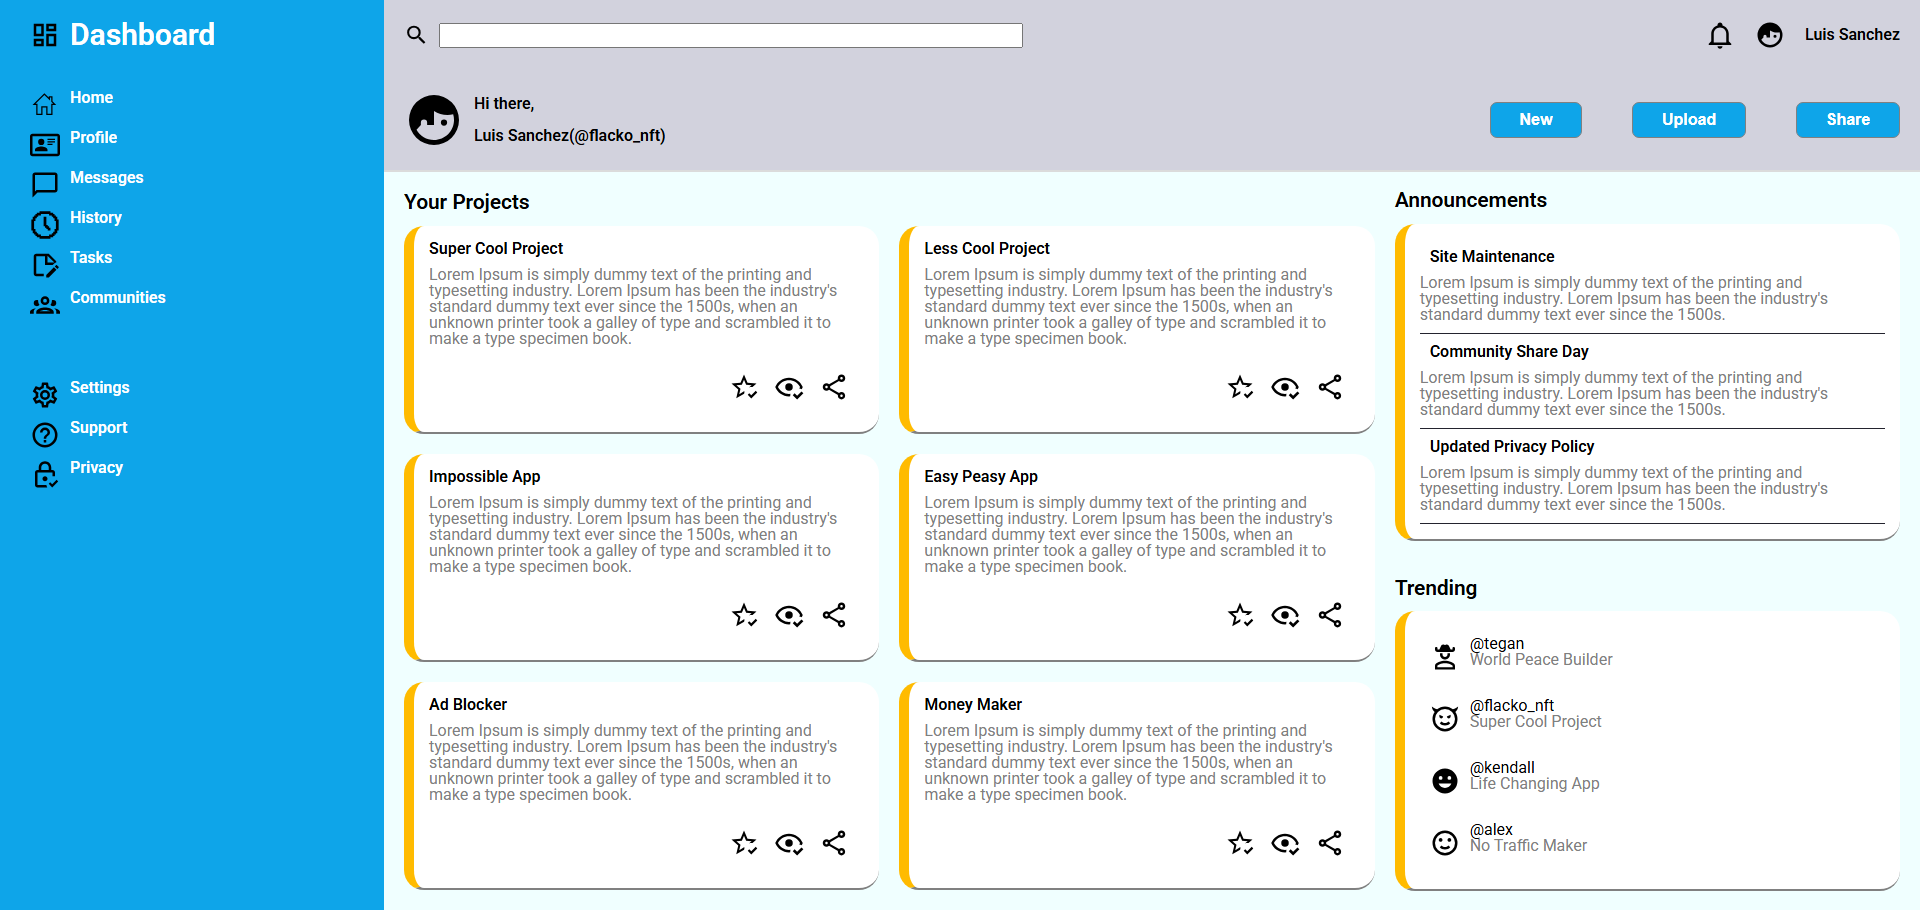 Dashboard
Home
Profile
Messages
History
Tasks
Communities
Settings
Support
Privacy
Luis Sanchez
Hi there,
Luis Sanchez(@flacko_nft)
New
Upload
Share
Your Projects
Super Cool Project
Lorem Ipsum is simply dummy text of the printing and
typesetting industry. Lorem Ipsum has been the industry's
standard dummy text ever since the 1500s, when an
unknown printer took a galley of type and scrambled it to
make a type specimen book.
Less Cool Project
Lorem Ipsum is simply dummy text of the printing and
typesetting industry. Lorem Ipsum has been the industry's
standard dummy text ever since the 1500s, when an
unknown printer took a galley of type and scrambled it to
make a type specimen book.
Impossible App
Lorem Ipsum is simply dummy text of the printing and
typesetting industry. Lorem Ipsum has been the industry's
standard dummy text ever since the 1500s, when an
unknown printer took a galley of type and scrambled it to
make a type specimen book.
Easy Peasy App
Lorem Ipsum is simply dummy text of the printing and
typesetting industry. Lorem Ipsum has been the industry's
standard dummy text ever since the 1500s, when an
unknown printer took a galley of type and scrambled it to
make a type specimen book.
Ad Blocker
Lorem Ipsum is simply dummy text of the printing and
typesetting industry. Lorem Ipsum has been the industry's
standard dummy text ever since the 1500s, when an
unknown printer took a galley of type and scrambled it to
make a type specimen book.
Money Maker
Lorem Ipsum is simply dummy text of the printing and
typesetting industry. Lorem Ipsum has been the industry's
standard dummy text ever since the 1500s, when an
unknown printer took a galley of type and scrambled it to
make a type specimen book.
Announcements
Site Maintenance
Lorem Ipsum is simply dummy text of the printing and
typesetting industry. Lorem Ipsum has been the industry's
standard dummy text ever since the 1500s.
Community Share Day
Lorem Ipsum is simply dummy text of the printing and
typesetting industry. Lorem Ipsum has been the industry's
standard dummy text ever since the 1500s.
Updated Privacy Policy
Lorem Ipsum is simply dummy text of the printing and
typesetting industry. Lorem Ipsum has been the industry's
standard dummy text ever since the 1500s.
Trending
@tegan
World Peace Builder
@flacko_nft
Super Cool Project
@kendall
Life Changing App
@alex
No Traffic Maker